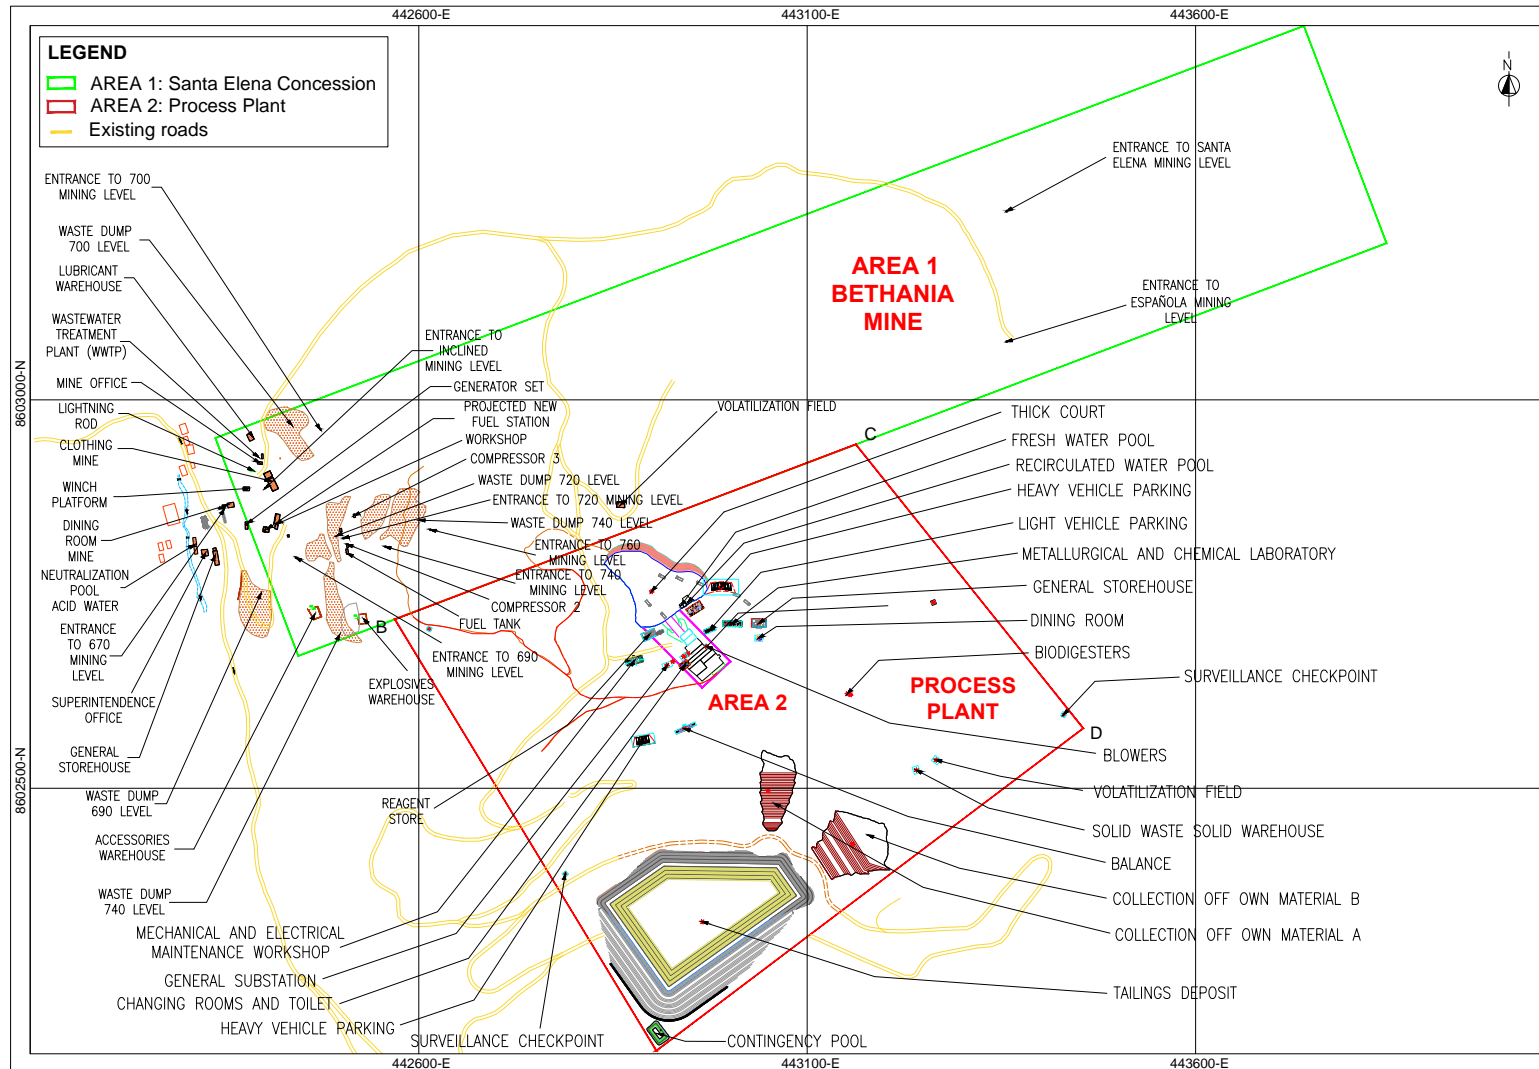 442600-E
443100-E
443600-E
LEGEND
AREA 1: Santa Elena Concession
AREA 2: Process Plant
Existing roads
N
ENTRANCE TO SANTA
ELENA MINING LEVEL
ENTRANCE TO 700
MINING LEVEL
WASTE DUMP
700 LEVEL
LUBRICANT
WAREHOUSE
WASTEWATER
TREATMENT
PLANT (WWTP)
MINE OFFICE
LIGHTNING
ROD
CLOTHING
MINE
WINCH
PLATFORM
DINING
ROOM
MINE
NEUTRALIZATION
POOL
ACID WATER
ENTRANCE
TO 670
MINING
LEVEL
SUPERINTENDENCE
OFFICE
GENERAL
STOREHOUSE
WASTE DUMP
690 LEVEL
ACCESSORIES
WAREHOUSE
WASTE DUMP
740 LEVEL
AREA 1
BETHANIA
MINE
ENTRANCE TO
ESPAÑOLA MINING
LEVEL
ENTRANCE TO
INCLINED
MINING LEVEL
GENERATOR SET
PROJECTED NEW
FUEL STATION
WORKSHOP
COMPRESSOR 3
WASTE DUMP 720 LEVEL
ENTRANCE TO 720 MINING LEVEL
WASTE DUMP 740 LEVEL
ENTRANCE TO 760
MINING LEVEL
ENTRANCE TO 740
MINING LEVEL
COMPRESSOR 2
FUEL TANK
ENTRANCE TO 690
MINING LEVEL
EXPLOSIVES
WAREHOUSE
VOLATILIZATION FIELD
C
THICK COURT
FRESH WATER POOL
RECIRCULATED WATER POOL
HEAVY VEHICLE PARKING
LIGHT VEHICLE PARKING
METALLURGICAL AND CHEMICAL LABORATORY
GENERAL STOREHOUSE
DINING ROOM
BIODIGESTERS
SURVEILLANCE CHECKPOINT
B
D
AREA 2
PROCESS
PLANT
BLOWERS
VOLATILIZATION FIELD
SOLID WASTE SOLID WAREHOUSE
BALANCE
COLLECTION OFF OWN MATERIAL B
COLLECTION OFF OWN MATERIAL A
TAILINGS DEPOSIT
REAGENT
STORE
MECHANICAL AND ELECTRICAL
MAINTENANCE WORKSHOP
GENERAL SUBSTATION
CHANGING ROOMS AND TOILET
HEAVY VEHICLE PARKING
SURVEILLANCE CHECKPOINT
CONTINGENCY POOL
8603000-N
8602500-N
442600-E
443100-E
443600-E